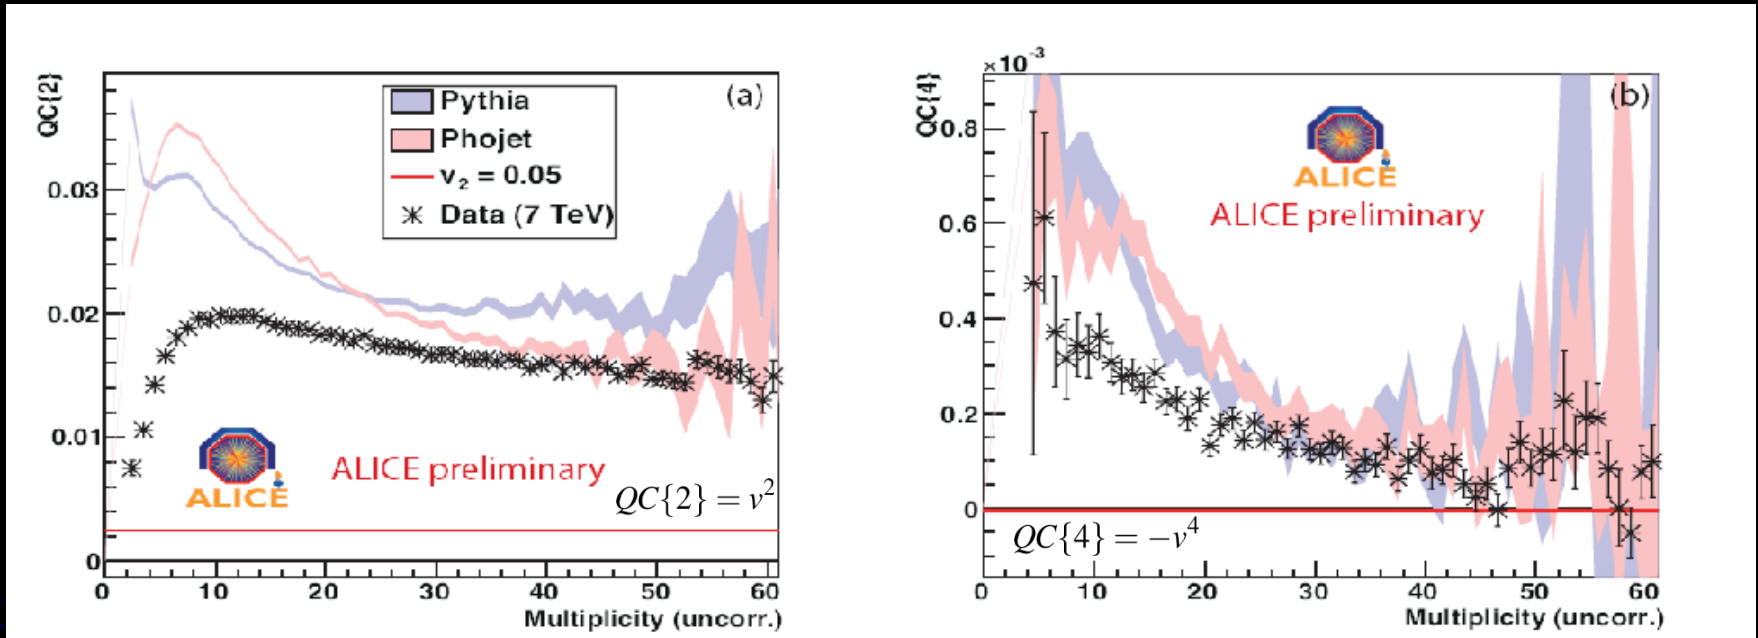 QC{2}
0.03
0.02
0.01
0
0 10 20 30 40 50 60
Multiplicity (uncorr.)
(a)
Pythia
Phojet
v₂ = 0.05
Data (7 TeV)
ALICE
ALICE preliminary
QC{2} = v²
×10⁻³
QC{4}
0.8
0.6
0.4
0.2
0
0 10 20 30 40 50 60
Multiplicity (uncorr.)
(b)
ALICE
ALICE preliminary
QC{4} = −v⁴